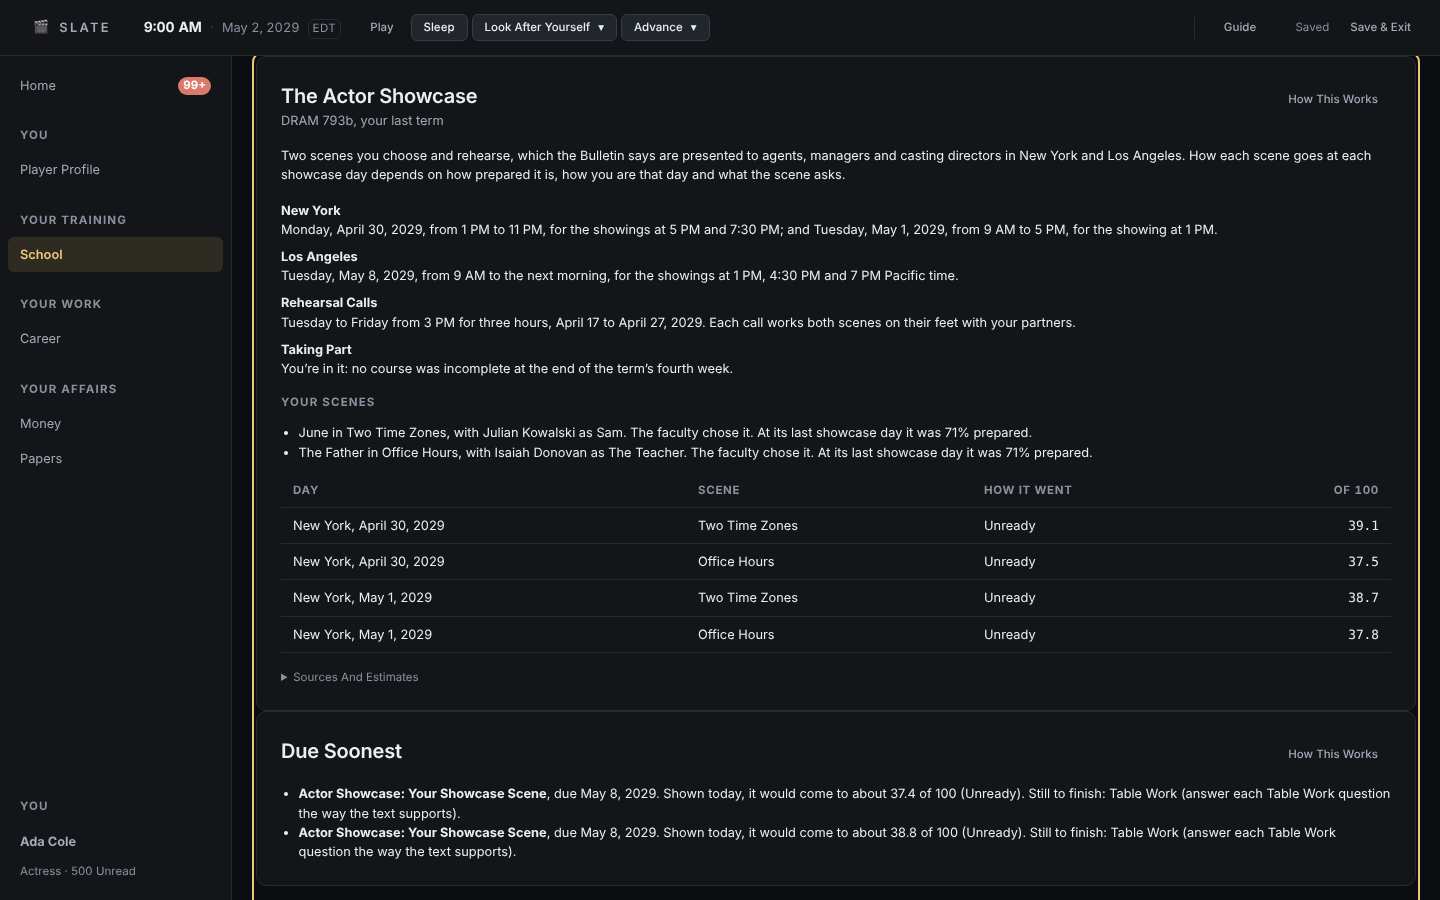 SLATE 9:00 AM · May 2, 2029 EDT Play Sleep Look After Yourself ▾ Advance ▾ Guide Saved Save & Exit
Home 99+
YOU
Player Profile
YOUR TRAINING
School
YOUR WORK
Career
YOUR AFFAIRS
Money
Papers
YOU
Ada Cole
Actress · 500 Unread
The Actor Showcase
How This Works
DRAM 793b, your last term
Two scenes you choose and rehearse, which the Bulletin says are presented to agents, managers and casting directors in New York and Los Angeles. How each scene goes at each
showcase day depends on how prepared it is, how you are that day and what the scene asks.
New York
Monday, April 30, 2029, from 1 PM to 11 PM, for the showings at 5 PM and 7:30 PM; and Tuesday, May 1, 2029, from 9 AM to 5 PM, for the showing at 1 PM.
Los Angeles
Tuesday, May 8, 2029, from 9 AM to the next morning, for the showings at 1 PM, 4:30 PM and 7 PM Pacific time.
Rehearsal Calls
Tuesday to Friday from 3 PM for three hours, April 17 to April 27, 2029. Each call works both scenes on their feet with your partners.
Taking Part
You’re in it: no course was incomplete at the end of the term’s fourth week.
YOUR SCENES
• June in Two Time Zones, with Julian Kowalski as Sam. The faculty chose it. At its last showcase day it was 71% prepared.
• The Father in Office Hours, with Isaiah Donovan as The Teacher. The faculty chose it. At its last showcase day it was 71% prepared.
DAY SCENE HOW IT WENT OF 100
New York, April 30, 2029 Two Time Zones Unready 39.1
New York, April 30, 2029 Office Hours Unready 37.5
New York, May 1, 2029 Two Time Zones Unready 38.7
New York, May 1, 2029 Office Hours Unready 37.8
▶ Sources And Estimates
Due Soonest
How This Works
• Actor Showcase: Your Showcase Scene, due May 8, 2029. Shown today, it would come to about 37.4 of 100 (Unready). Still to finish: Table Work (answer each Table Work question
the way the text supports).
• Actor Showcase: Your Showcase Scene, due May 8, 2029. Shown today, it would come to about 38.8 of 100 (Unready). Still to finish: Table Work (answer each Table Work
question the way the text supports).